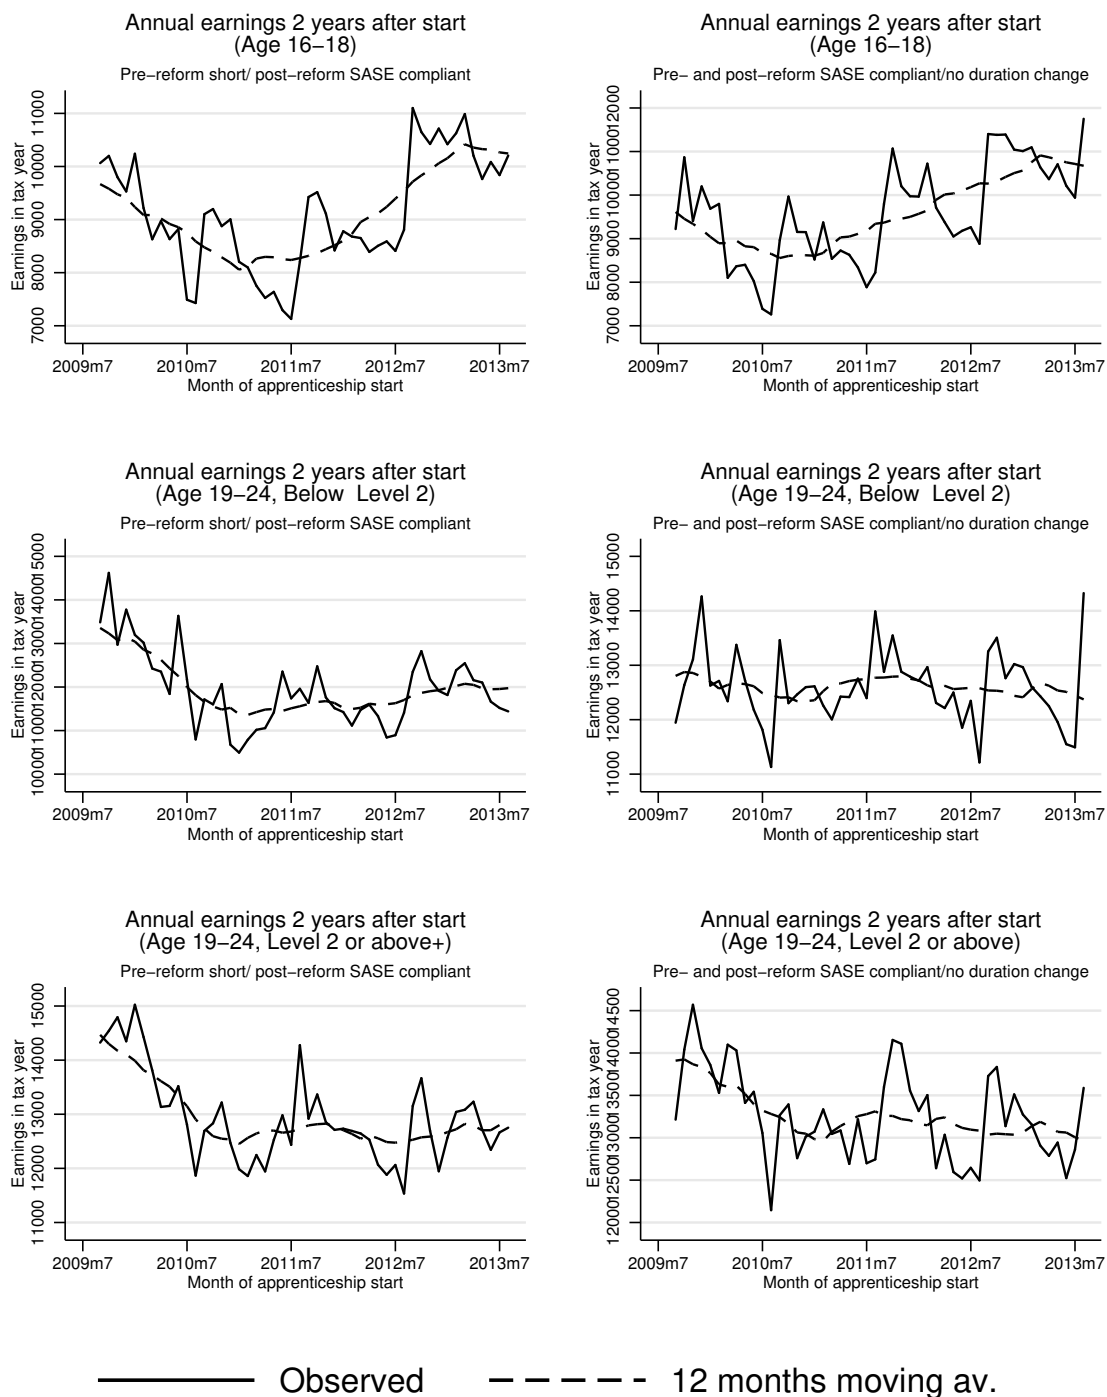 Annual earnings 2 years after start
(Age 16−18)
Pre−reform short/ post−reform SASE compliant
Earnings in tax year
7000 8000 9000 10000 11000
2009m7 2010m7 2011m7 2012m7 2013m7
Month of apprenticeship start
Annual earnings 2 years after start
(Age 16−18)
Pre− and post−reform SASE compliant/no duration change
Earnings in tax year
7000 8000 9000 10000 11000 12000
2009m7 2010m7 2011m7 2012m7 2013m7
Month of apprenticeship start
Annual earnings 2 years after start
(Age 19−24, Below Level 2)
Pre−reform short/ post−reform SASE compliant
Earnings in tax year
10000 11000 12000 13000 14000 15000
2009m7 2010m7 2011m7 2012m7 2013m7
Month of apprenticeship start
Annual earnings 2 years after start
(Age 19−24, Below Level 2)
Pre− and post−reform SASE compliant/no duration change
Earnings in tax year
11000 12000 13000 14000 15000
2009m7 2010m7 2011m7 2012m7 2013m7
Month of apprenticeship start
Annual earnings 2 years after start
(Age 19−24, Level 2 or above+)
Pre−reform short/ post−reform SASE compliant
Earnings in tax year
11000 12000 13000 14000 15000
2009m7 2010m7 2011m7 2012m7 2013m7
Month of apprenticeship start
Annual earnings 2 years after start
(Age 19−24, Level 2 or above)
Pre− and post−reform SASE compliant/no duration change
Earnings in tax year
12000 12500 13000 13500 14000 14500
2009m7 2010m7 2011m7 2012m7 2013m7
Month of apprenticeship start
Observed 12 months moving av.